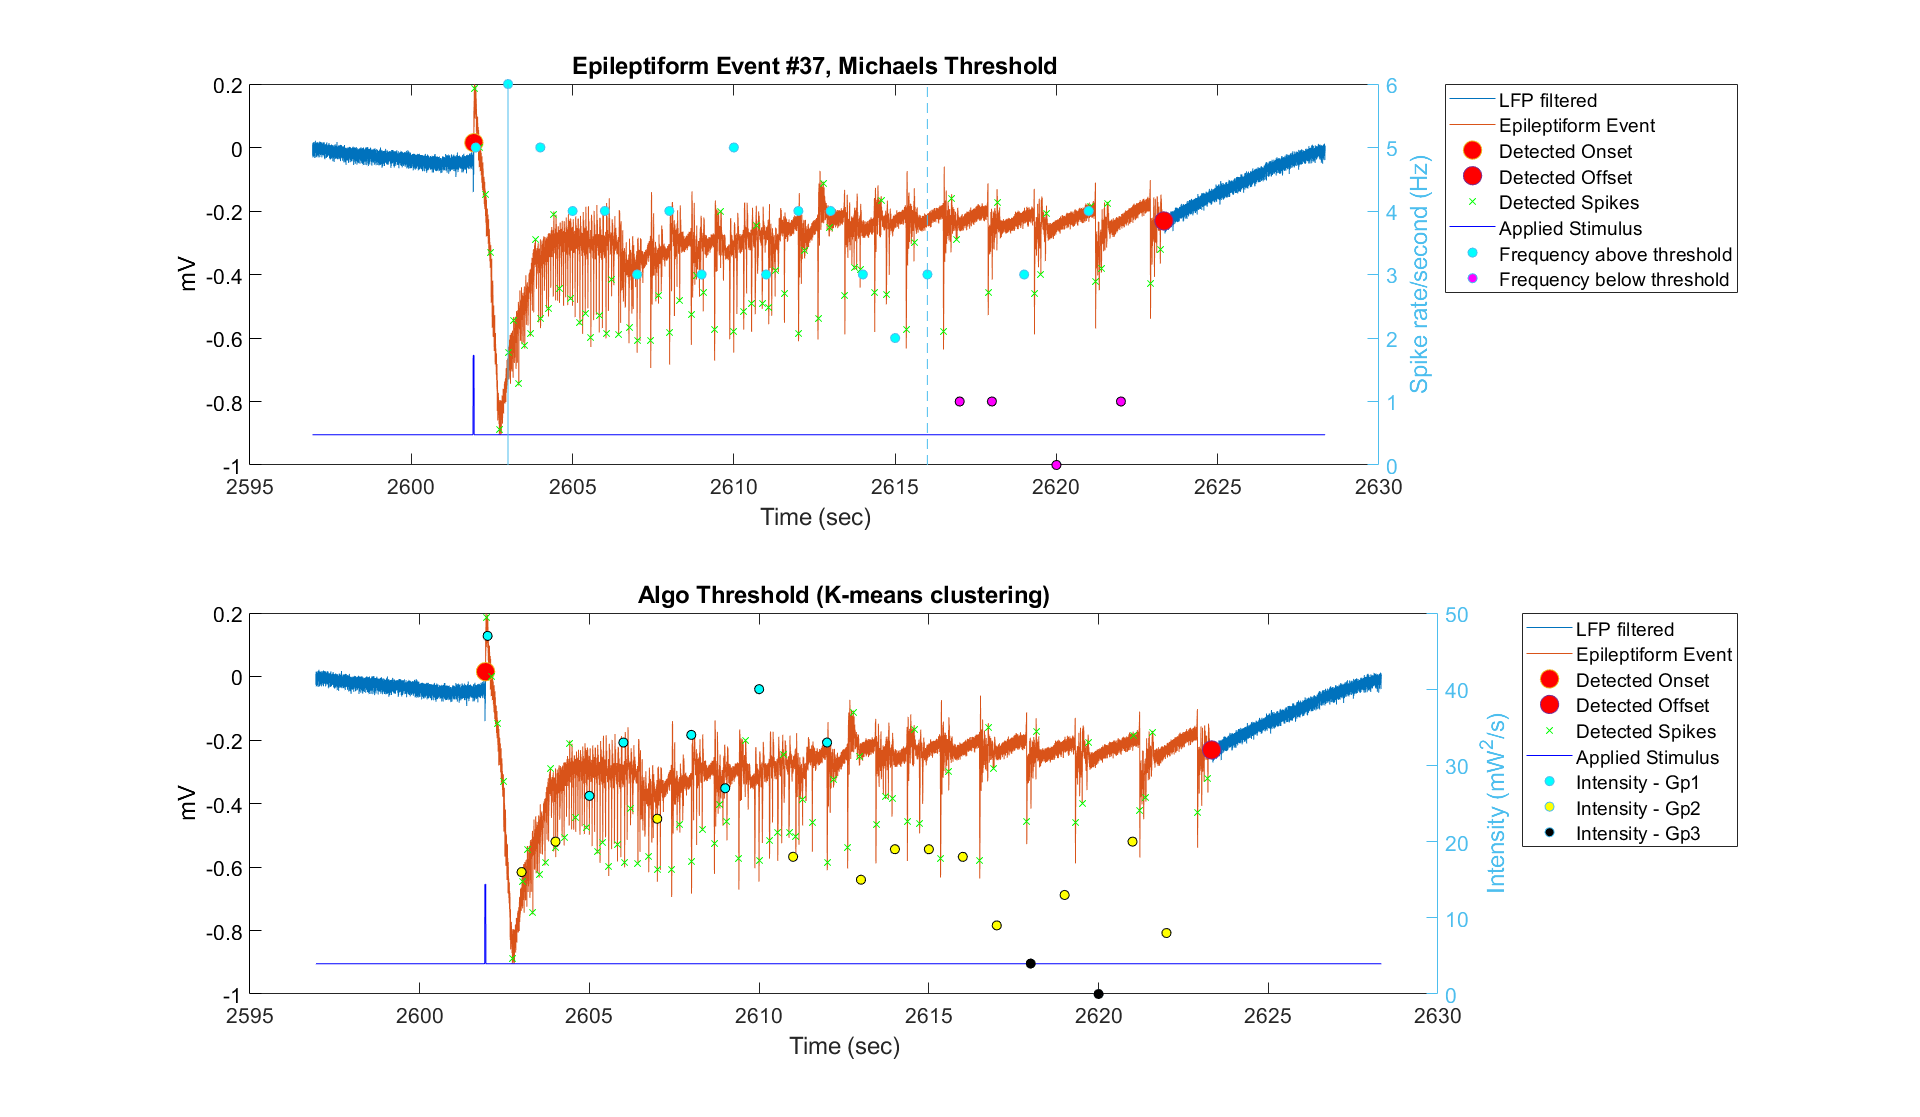 Epileptiform Event #37, Michaels Threshold
0.2
0
-0.2
-0.4
-0.6
-0.8
-1
mV
2595
2600
2605
2610
2615
2620
2625
2630
Time (sec)
6
5
4
3
2
1
0
Spike rate/second (Hz)
LFP filtered
Epileptiform Event
Detected Onset
Detected Offset
Detected Spikes
Applied Stimulus
Frequency above threshold
Frequency below threshold
Algo Threshold (K-means clustering)
0.2
0
-0.2
-0.4
-0.6
-0.8
-1
mV
2595
2600
2605
2610
2615
2620
2625
2630
Time (sec)
50
40
30
20
10
0
Intensity (mW²/s)
LFP filtered
Epileptiform Event
Detected Onset
Detected Offset
Detected Spikes
Applied Stimulus
Intensity - Gp1
Intensity - Gp2
Intensity - Gp3